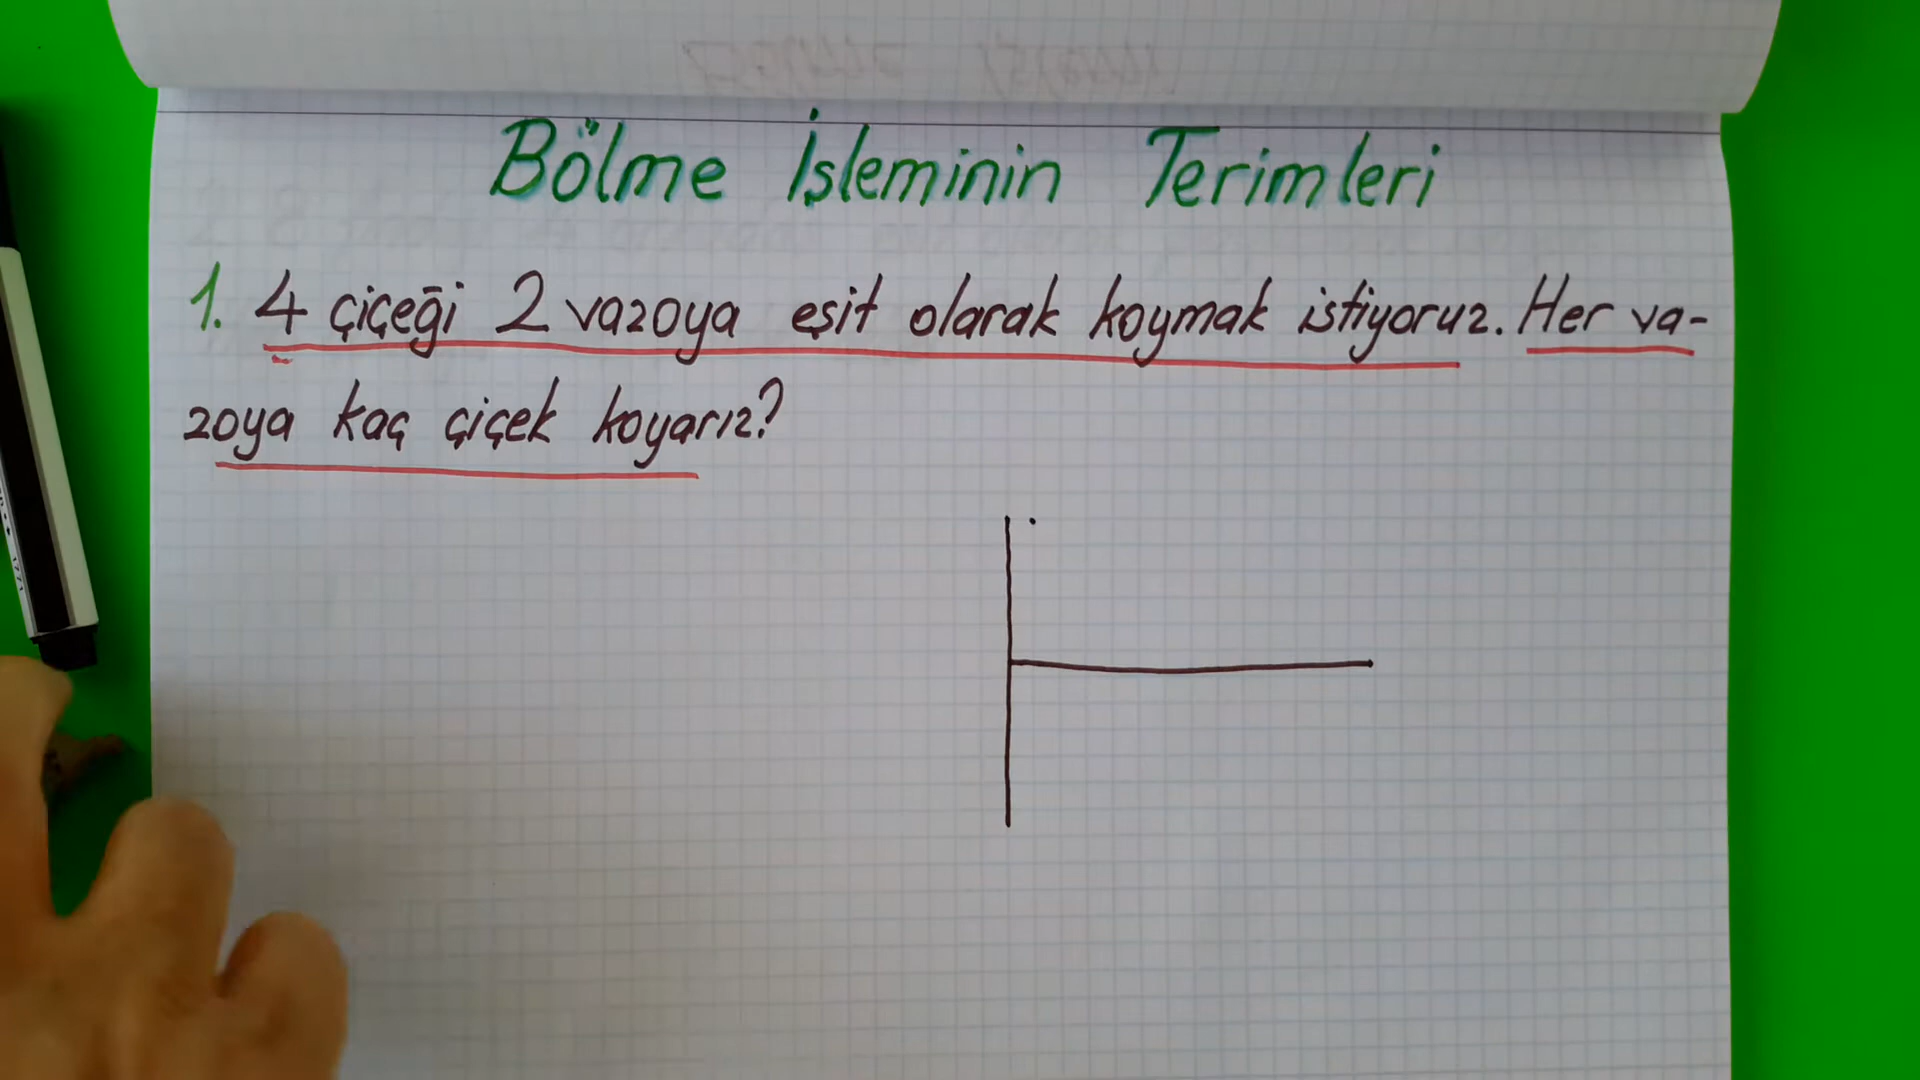 Bölme İşleminin Terimleri
1. 4 çiçeği 2 vazoya eşit olarak koymak istiyoruz. Her va-
zoya kaç çiçek koyarız?